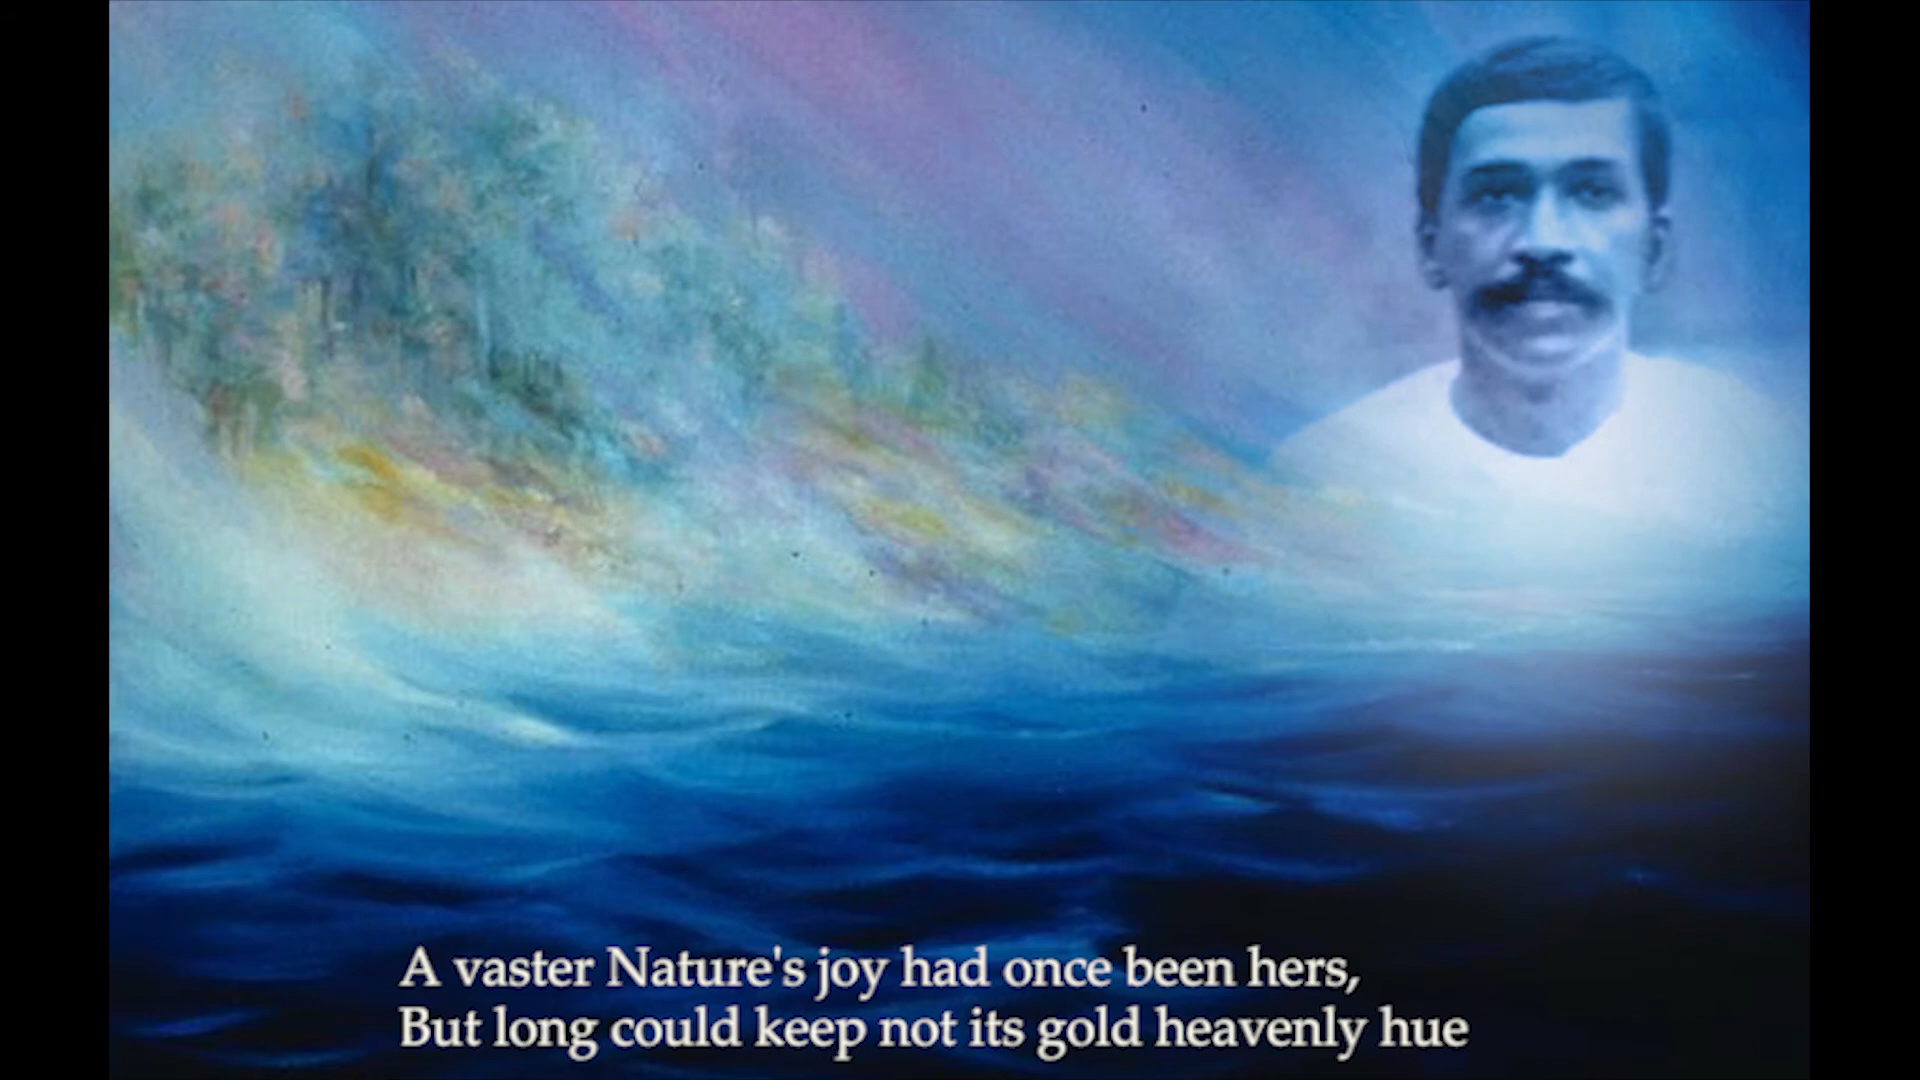 A vaster Nature's joy had once been hers,
But long could keep not its gold heavenly hue